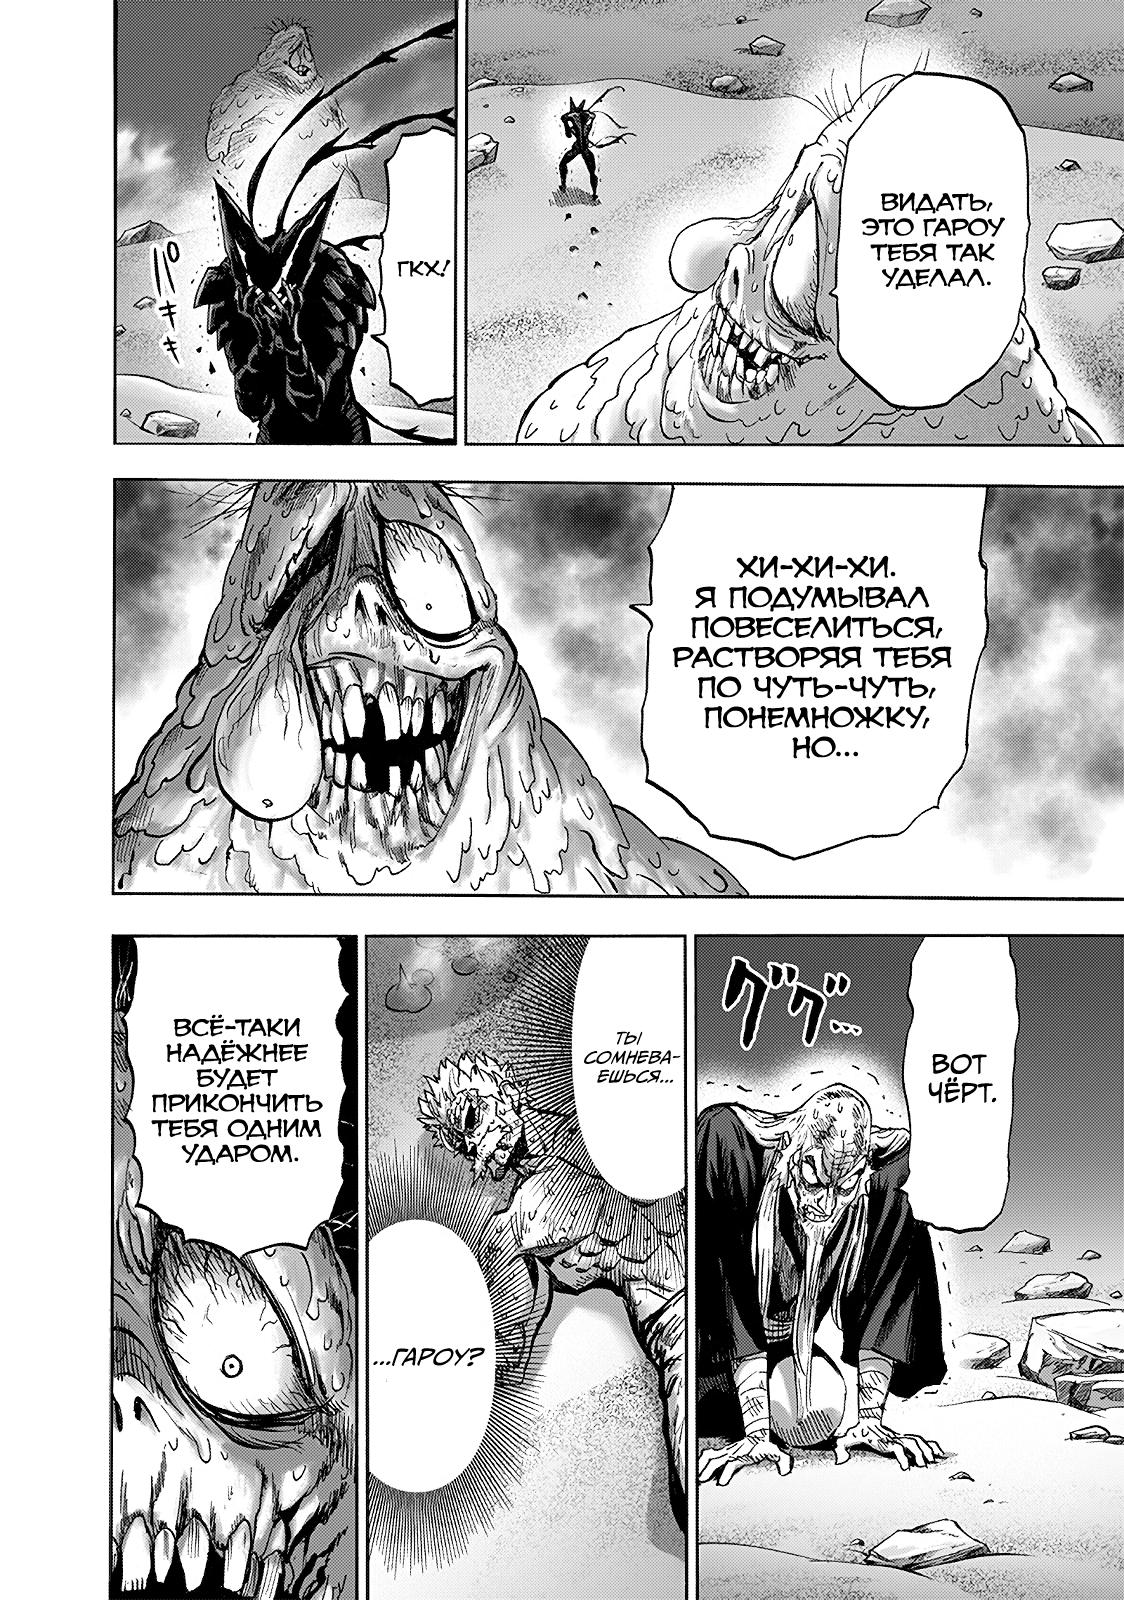 ВИДАТЬ,
ЭТО ГАРОУ
ТЕБЯ ТАК
УДЕЛАЛ.
ГКХ!
パキキ
ХИ-ХИ-ХИ.
Я ПОДУМЫВАЛ
ПОВЕСЕЛИТЬСЯ,
РАСТВОРЯЯ ТЕБЯ
ПО ЧУТЬ-ЧУТЬ,
ПОНЕМНОЖКУ,
НО...
ВОТ
ЧЁРТ.
グググ...
ТЫ
СОМНЕВА-
ЕШЬСЯ...
...ГАРОУ?
ВСЁ-ТАКИ
НАДЁЖНЕЕ
БУДЕТ
ПРИКОНЧИТЬ
ТЕБЯ ОДНИМ
УДАРОМ.